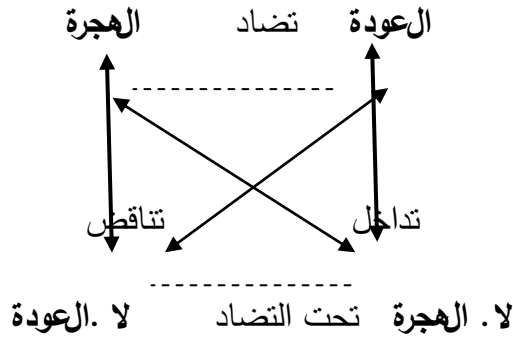 العودة تضاد الهجرة
تداخل تناقض
لا. الهجرة تحت التضاد لا .العودة